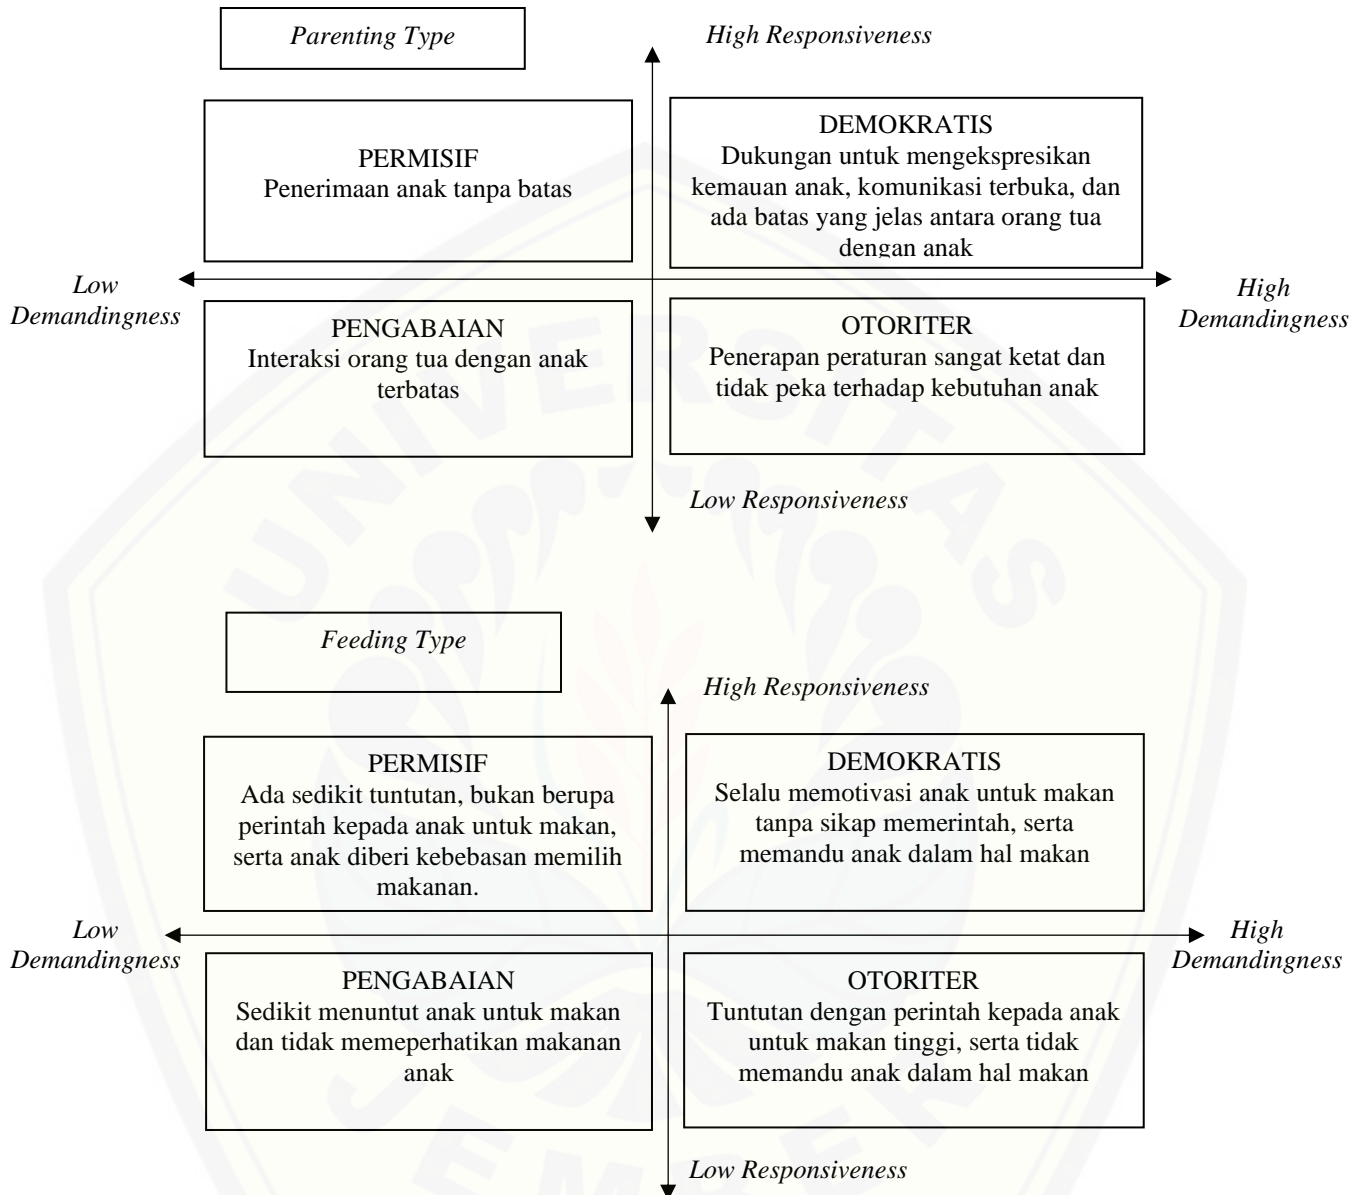 Parenting Type
High Responsiveness
PERMISIF
Penerimaan anak tanpa batas
DEMOKRATIS
Dukungan untuk mengekspresikan
kemauan anak, komunikasi terbuka, dan
ada batas yang jelas antara orang tua
dengan anak
Low
Demandingness
High
Demandingness
PENGABAIAN
Interaksi orang tua dengan anak
terbatas
OTORITER
Penerapan peraturan sangat ketat dan
tidak peka terhadap kebutuhan anak
Low Responsiveness
Feeding Type
High Responsiveness
PERMISIF
Ada sedikit tuntutan, bukan berupa
perintah kepada anak untuk makan,
serta anak diberi kebebasan memilih
makanan.
DEMOKRATIS
Selalu memotivasi anak untuk makan
tanpa sikap memerintah, serta
memandu anak dalam hal makan
Low
Demandingness
High
Demandingness
PENGABAIAN
Sedikit menuntut anak untuk makan
dan tidak memeperhatikan makanan
anak
OTORITER
Tuntutan dengan perintah kepada anak
untuk makan tinggi, serta tidak
memandu anak dalam hal makan
Low Responsiveness
UNIVERSITAS
JEMBER